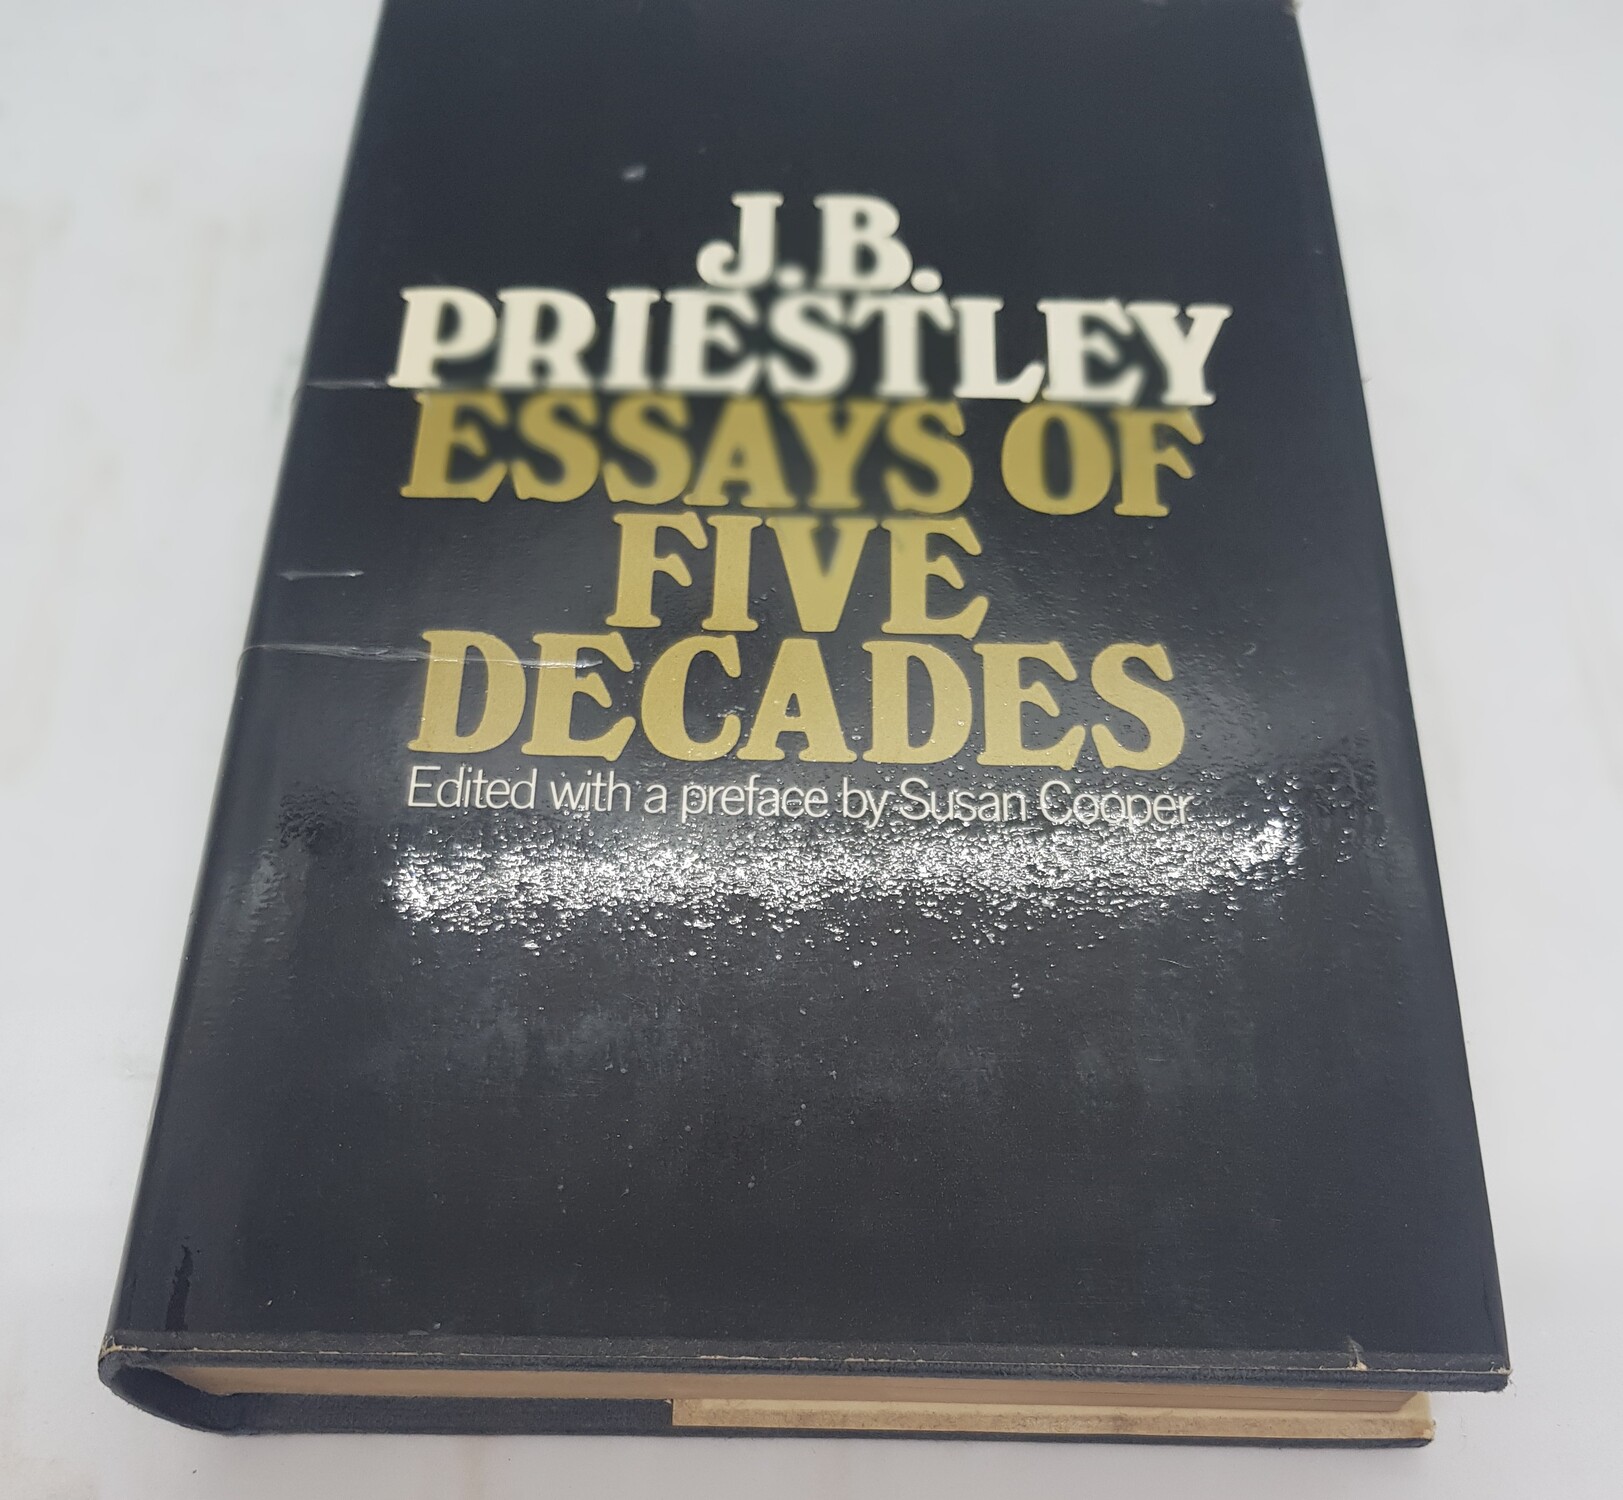 J.B.
PRIESTLEY
ESSAYS OF
FIVE
DECADES
Edited with a preface by Susan Cooper